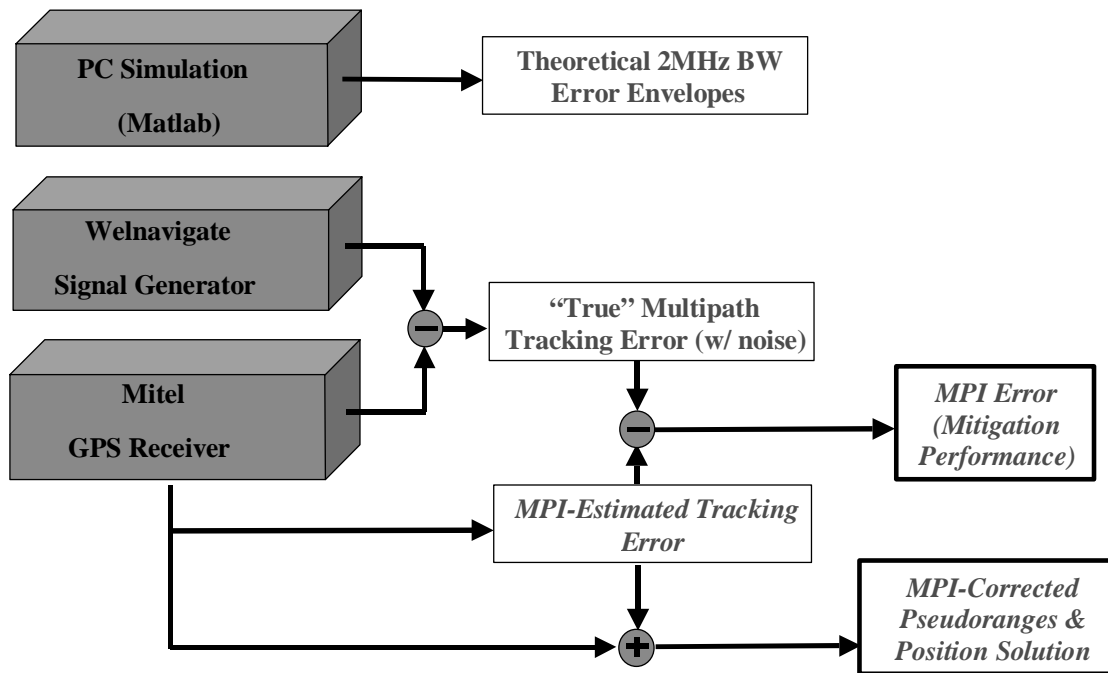 PC Simulation
(Matlab)
Theoretical 2MHz BW
Error Envelopes
Welnavigate
Signal Generator
−
“True” Multipath
Tracking Error (w/ noise)
Mitel
GPS Receiver
−
MPI Error
(Mitigation
Performance)
MPI-Estimated Tracking
Error
+
MPI-Corrected
Pseudoranges &
Position Solution